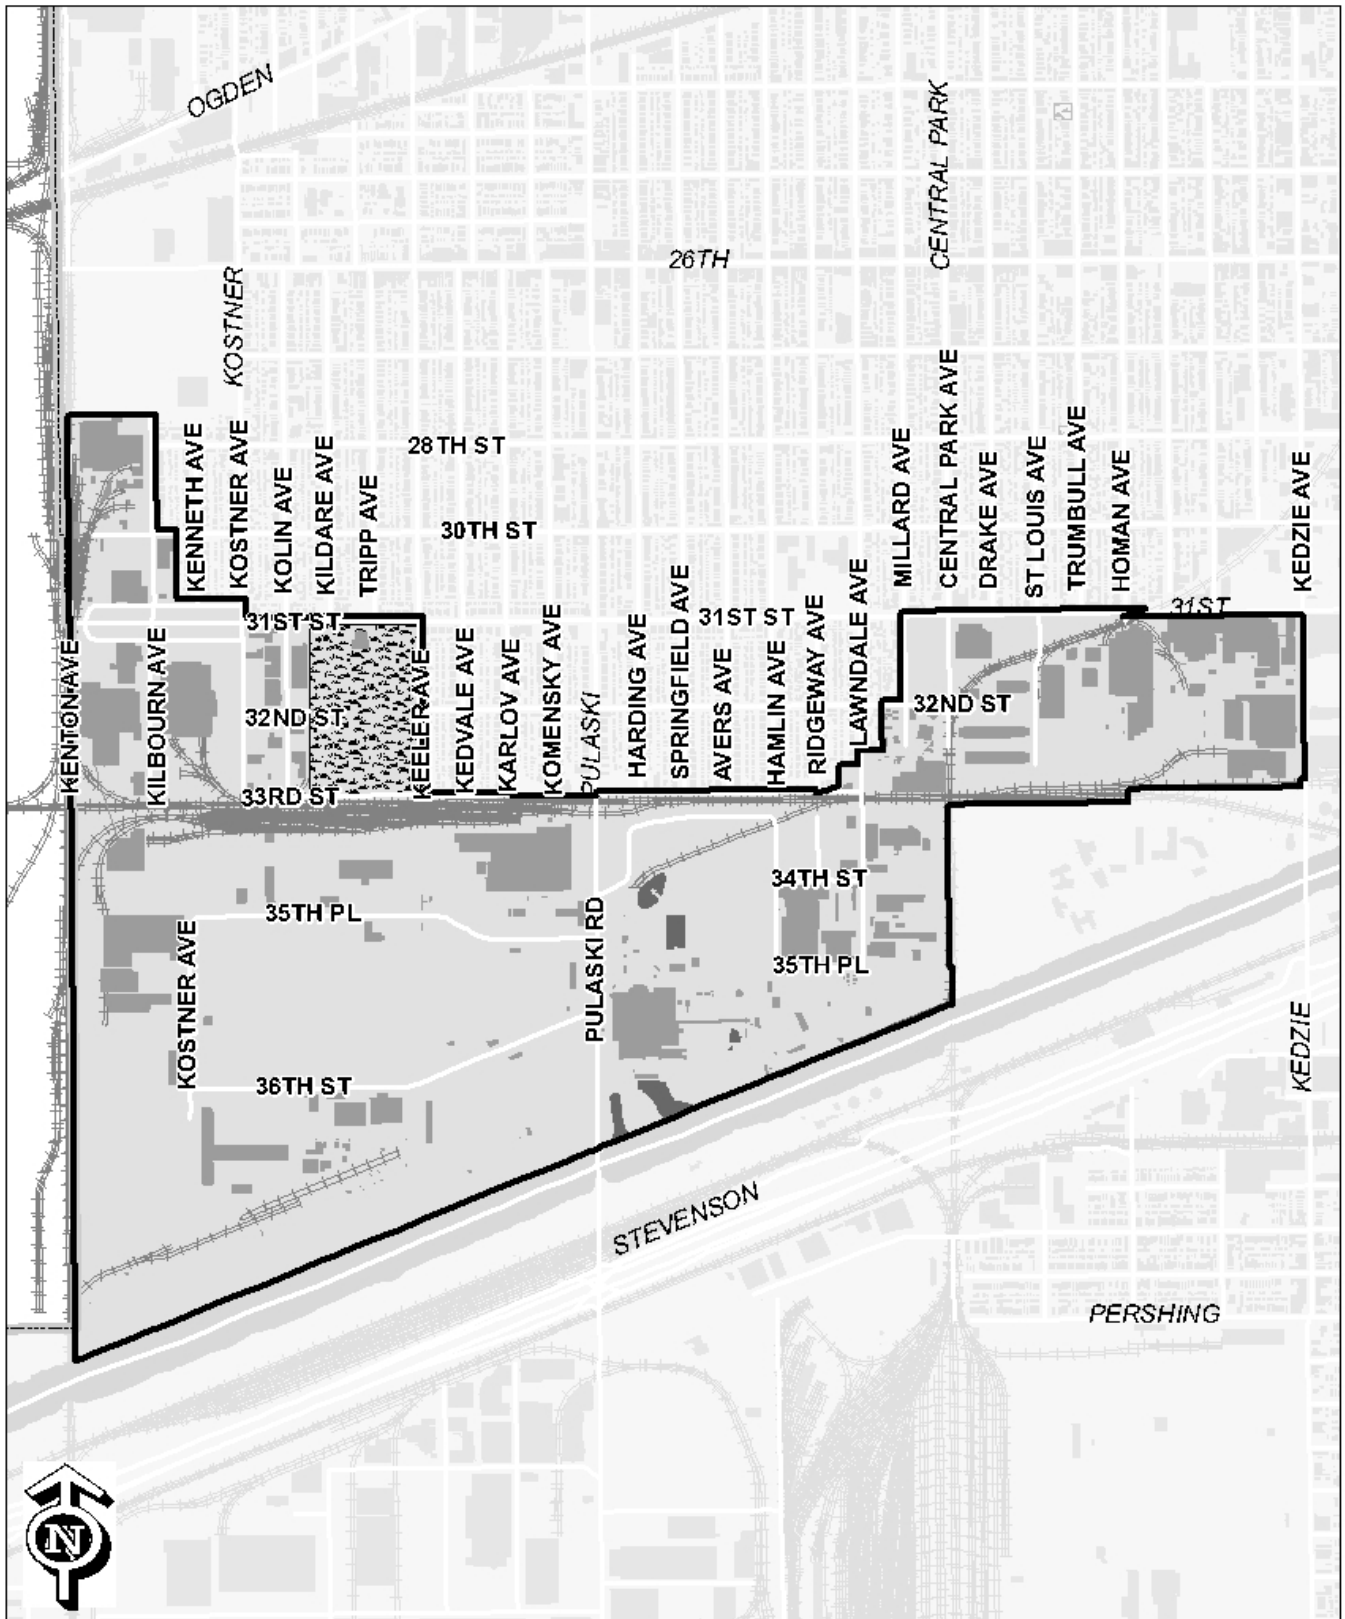 OGDEN
CENTRAL PARK
26TH
KOSTNER
28TH ST
30TH ST
KENNETH AVE
KOSTNER AVE
KOLIN AVE
KILDARE AVE
TRIPP AVE
MILLARD AVE
CENTRAL PARK AVE
DRAKE AVE
ST LOUIS AVE
TRUMBULL AVE
HOMAN AVE
KEDZIE AVE
31ST ST
31ST ST
31ST
KENTON AVE
KILBOURN AVE
32ND ST
33RD ST
KEELER AVE
KEDVALE AVE
KARLOV AVE
KOMENSKY AVE
PULASKI
HARDING AVE
SPRINGFIELD AVE
AVERS AVE
HAMLIN AVE
RIDGEWAY AVE
LAWNDALE AVE
32ND ST
34TH ST
35TH PL
35TH PL
KOSTNER AVE
PULASKI RD
36TH ST
KEDZIE
STEVENSON
PERSHING
N